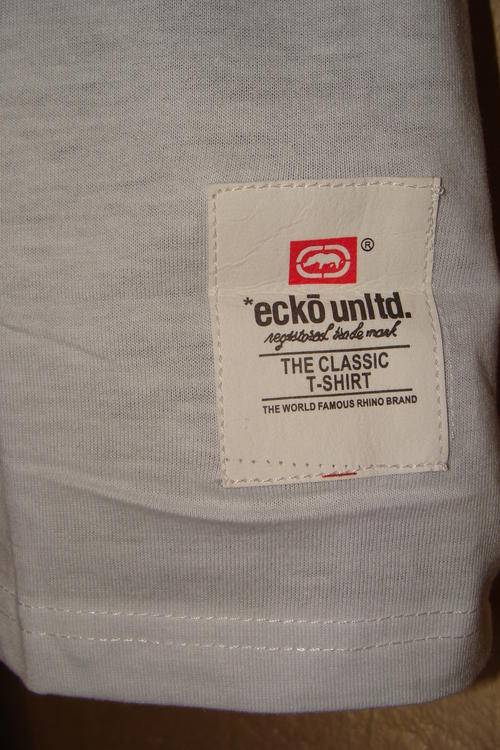 ®
*eckō unltd.
registered trade mark
THE CLASSIC
T-SHIRT
THE WORLD FAMOUS RHINO BRAND